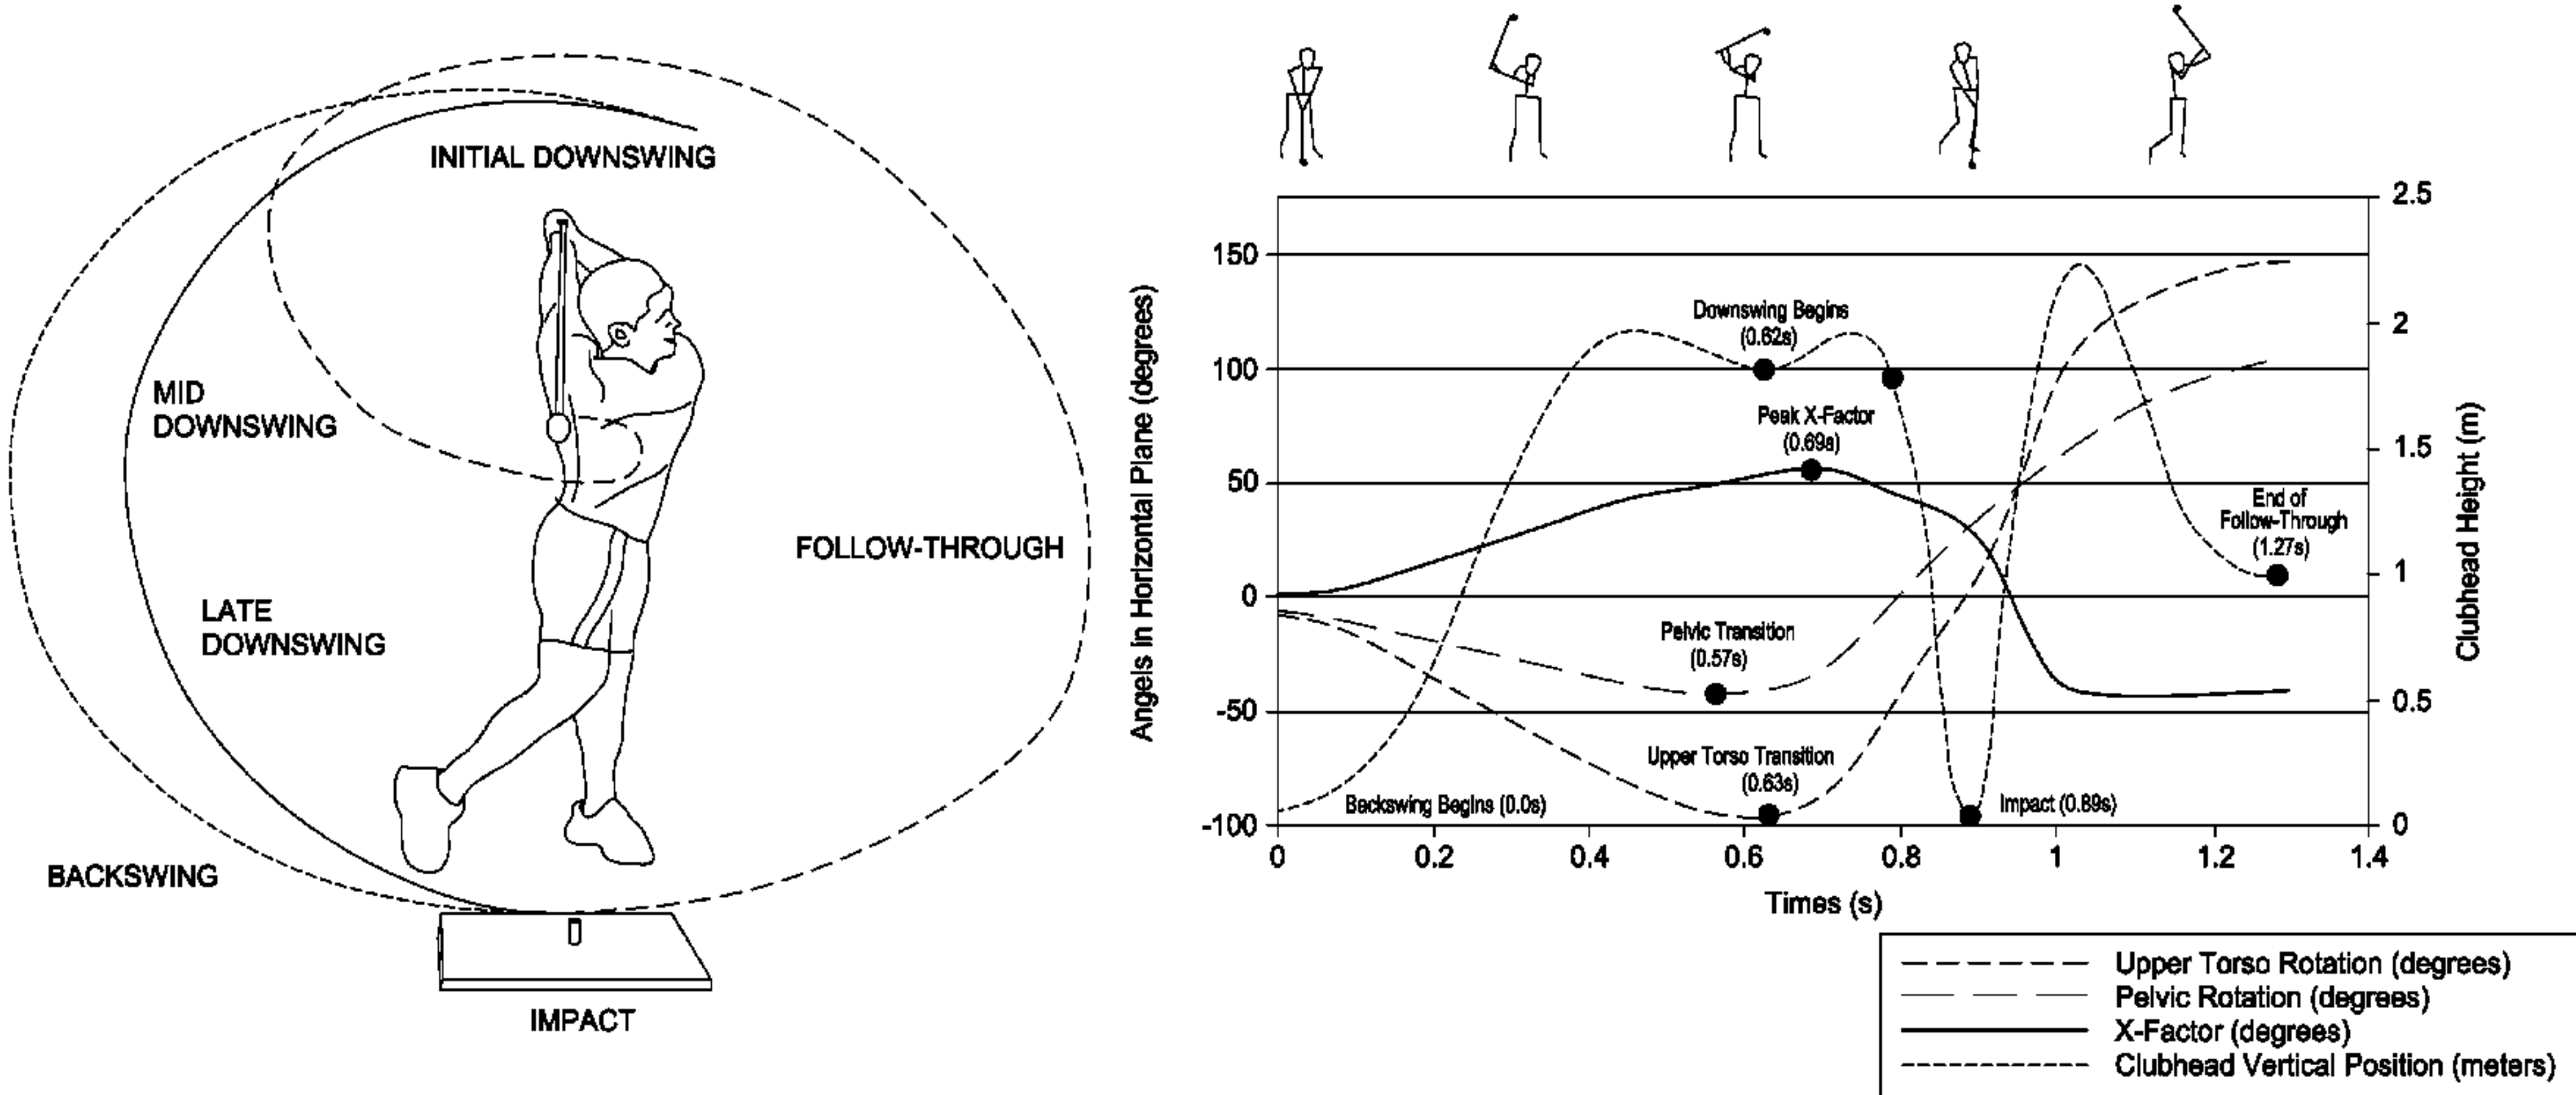 INITIAL DOWNSWING
MID
DOWNSWING
LATE
DOWNSWING
FOLLOW-THROUGH
BACKSWING
IMPACT
Angels in Horizontal Plane (degrees)
150
100
50
0
-50
-100
Downswing Begins
(0.62s)
Peak X-Factor
(0.69s)
Pelvic Transition
(0.57s)
Upper Torso Transition
(0.63s)
Backswing Begins (0.0s)
Impact (0.89s)
End of
Follow-Through
(1.27s)
2.5
2
1.5
1
0.5
0
Clubhead Height (m)
0 0.2 0.4 0.6 0.8 1 1.2 1.4
Times (s)
Upper Torso Rotation (degrees)
Pelvic Rotation (degrees)
X-Factor (degrees)
Clubhead Vertical Position (meters)